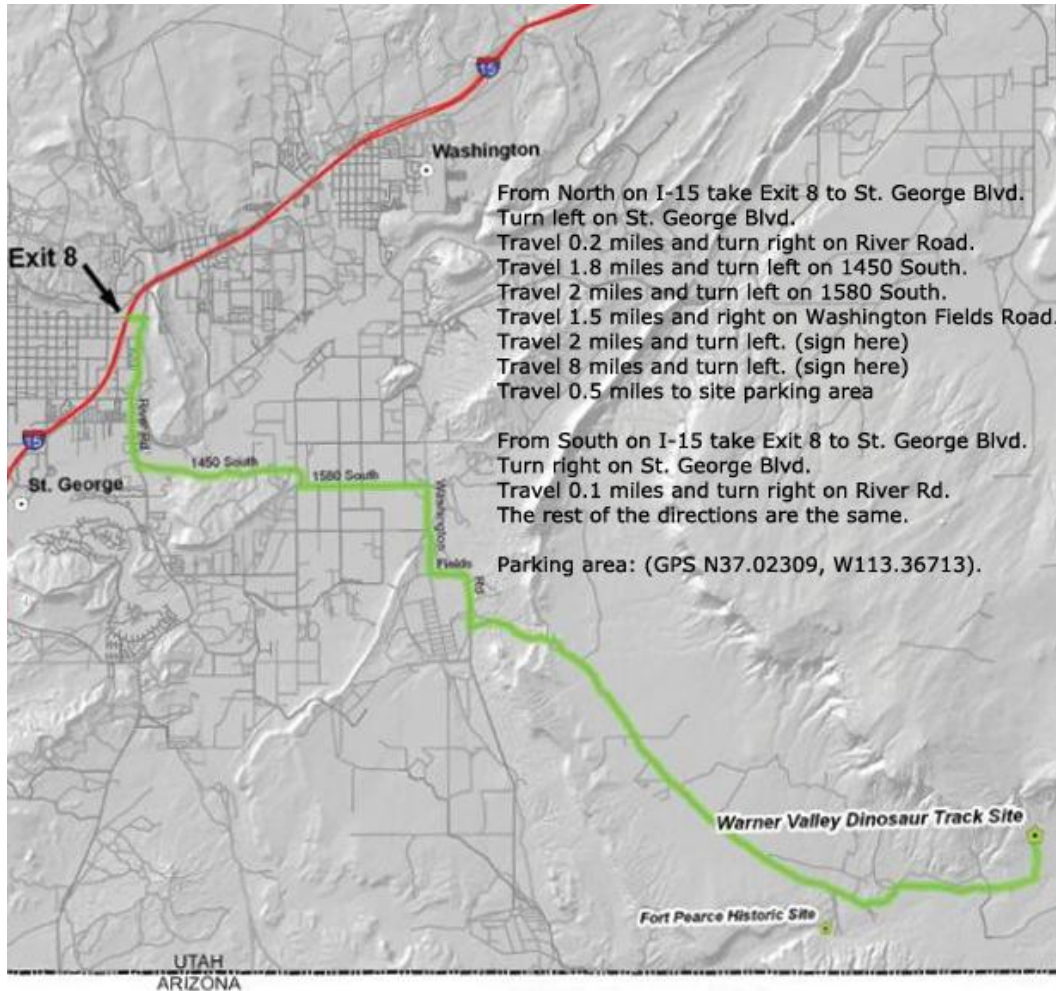 15
Washington
From North on I-15 take Exit 8 to St. George Blvd.
Turn left on St. George Blvd.
Travel 0.2 miles and turn right on River Road.
Travel 1.8 miles and turn left on 1450 South.
Travel 2 miles and turn left on 1580 South.
Travel 1.5 miles and right on Washington Fields Road.
Travel 2 miles and turn left. (sign here)
Travel 8 miles and turn left. (sign here)
Travel 0.5 miles to site parking area
Exit 8
River Rd
15
St. George
1450 South
1580 South
Washington
Fields
Rd
From South on I-15 take Exit 8 to St. George Blvd.
Turn right on St. George Blvd.
Travel 0.1 miles and turn right on River Rd.
The rest of the directions are the same.
Parking area: (GPS N37.02309, W113.36713).
Warner Valley Dinosaur Track Site
Fort Pearce Historic Site
UTAH
ARIZONA